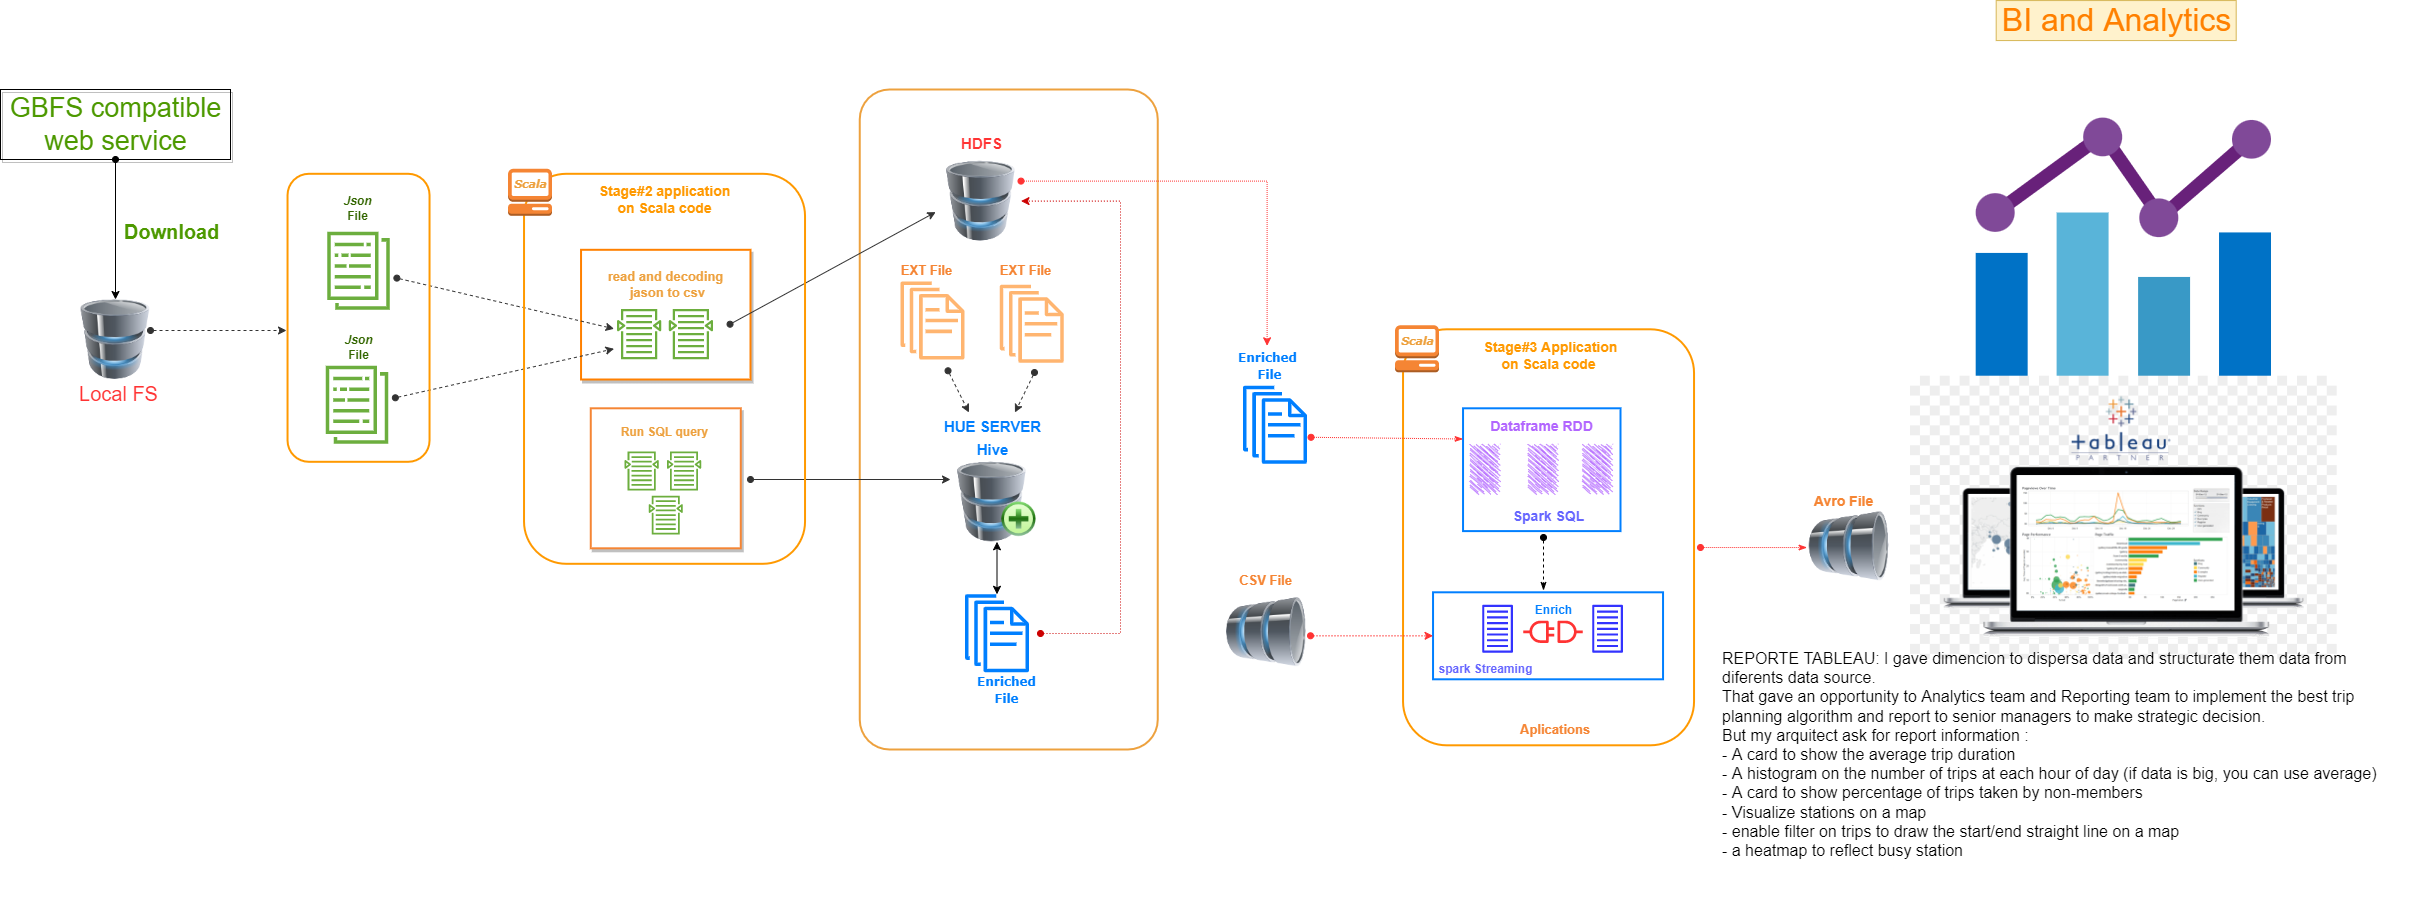 BI and Analytics
GBFS compatible
web service
Download
Local FS
Json
File
Json
File
Scala
Stage#2 application
on Scala code
read and decoding
jason to csv
Run SQL query
HDFS
EXT File
EXT File
HUE SERVER
Hive
Enriched
File
Enriched
File
CSV File
Scala
Stage#3 Application
on Scala code
Dataframe RDD
Spark SQL
Enrich
spark Streaming
Aplications
Avro File
tableau
PARTNER
REPORTE TABLEAU: I gave dimencion to dispersa data and structurate them data from
diferents data source.
That gave an opportunity to Analytics team and Reporting team to implement the best trip
planning algorithm and report to senior managers to make strategic decision.
But my arquitect ask for report information :
- A card to show the average trip duration
- A histogram on the number of trips at each hour of day (if data is big, you can use average)
- A card to show percentage of trips taken by non-members
- Visualize stations on a map
- enable filter on trips to draw the start/end straight line on a map
- a heatmap to reflect busy station